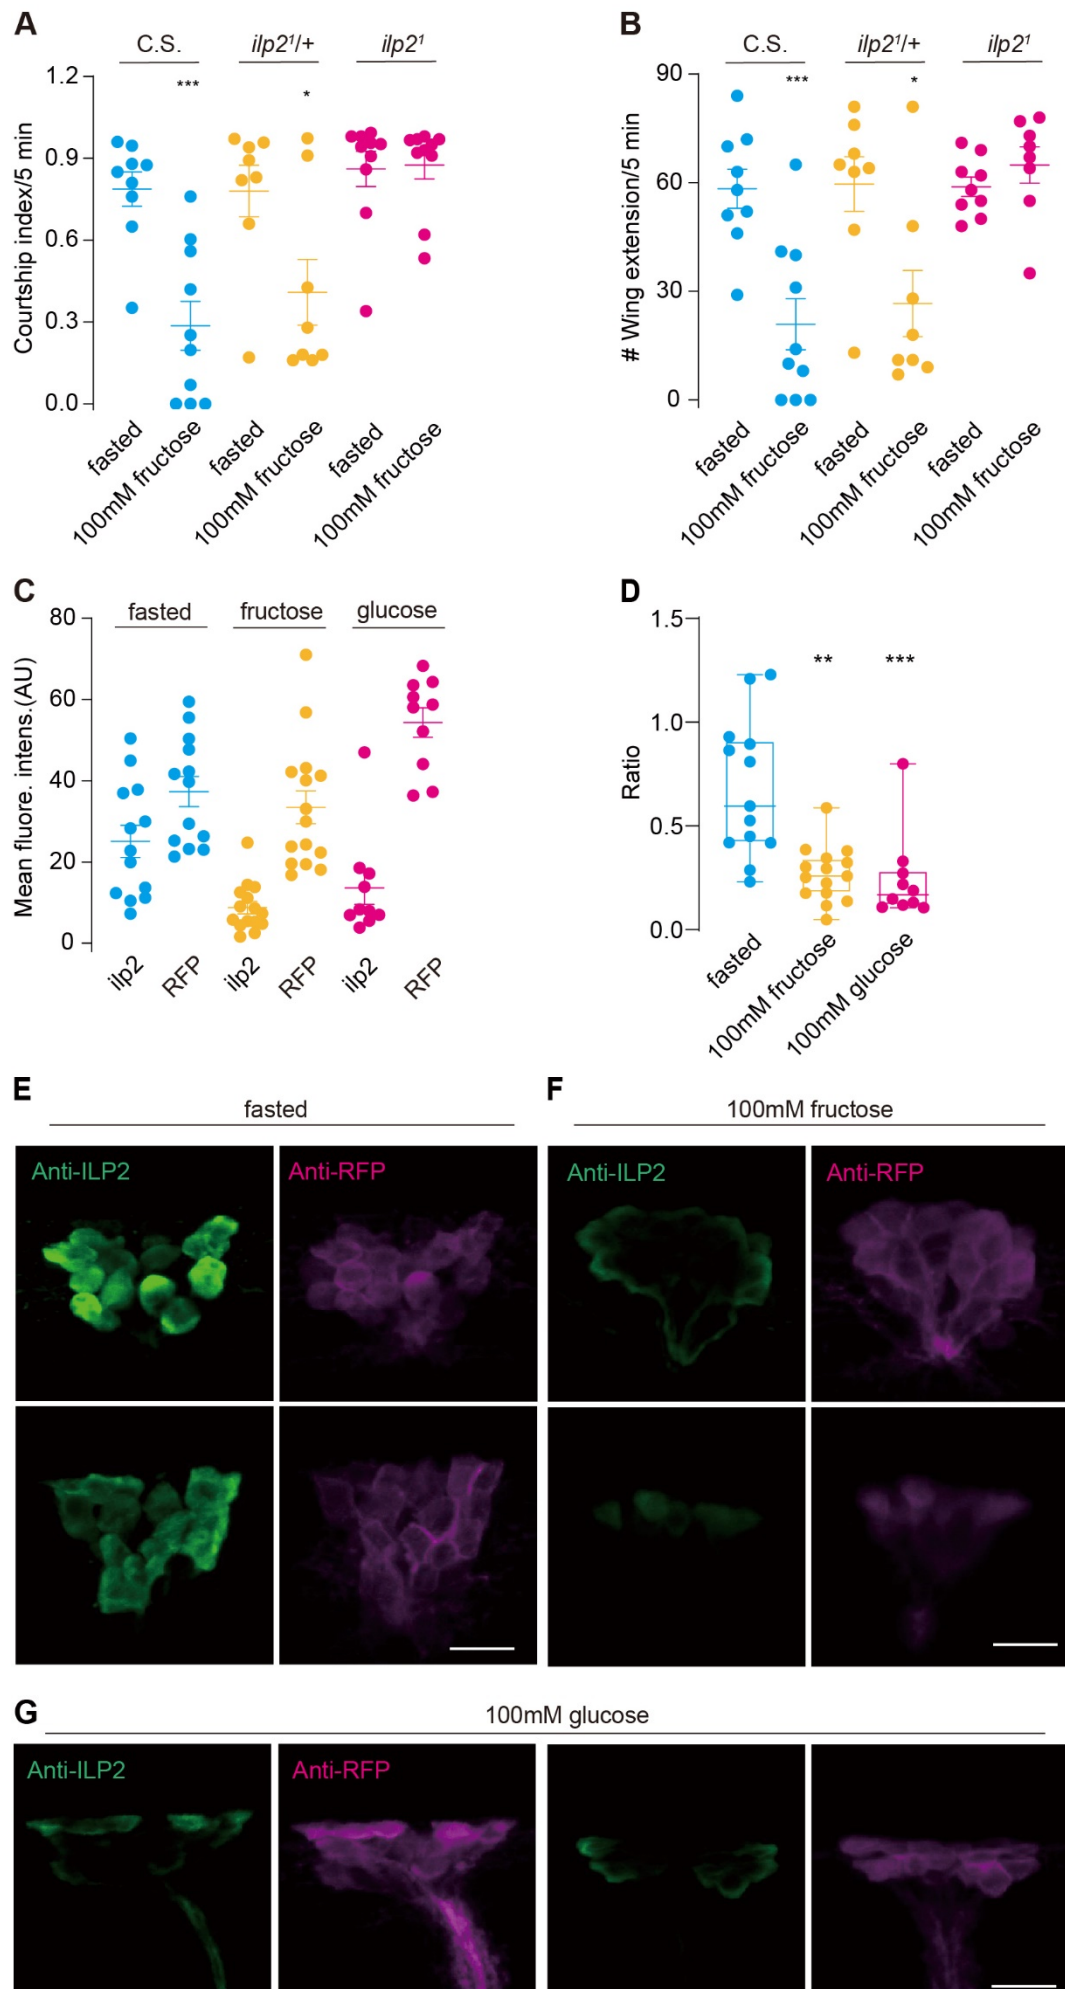 A
C.S. ilp2¹/+ ilp2¹
*** *
Courtship index/5 min
1.2
0.9
0.6
0.3
0.0
fasted 100mM fructose fasted 100mM fructose fasted 100mM fructose
B
C.S. ilp2¹/+ ilp2¹
*** *
# Wing extension/5 min
90
60
30
0
fasted 100mM fructose fasted 100mM fructose fasted 100mM fructose
C
fasted fructose glucose
Mean fluore. intens.(AU)
80
60
40
20
0
ilp2 RFP ilp2 RFP ilp2 RFP
D
** ***
Ratio
1.5
1.0
0.5
0.0
fasted 100mM fructose 100mM glucose
E
fasted
Anti-ILP2 Anti-RFP
F
100mM fructose
Anti-ILP2 Anti-RFP
G
100mM glucose
Anti-ILP2 Anti-RFP